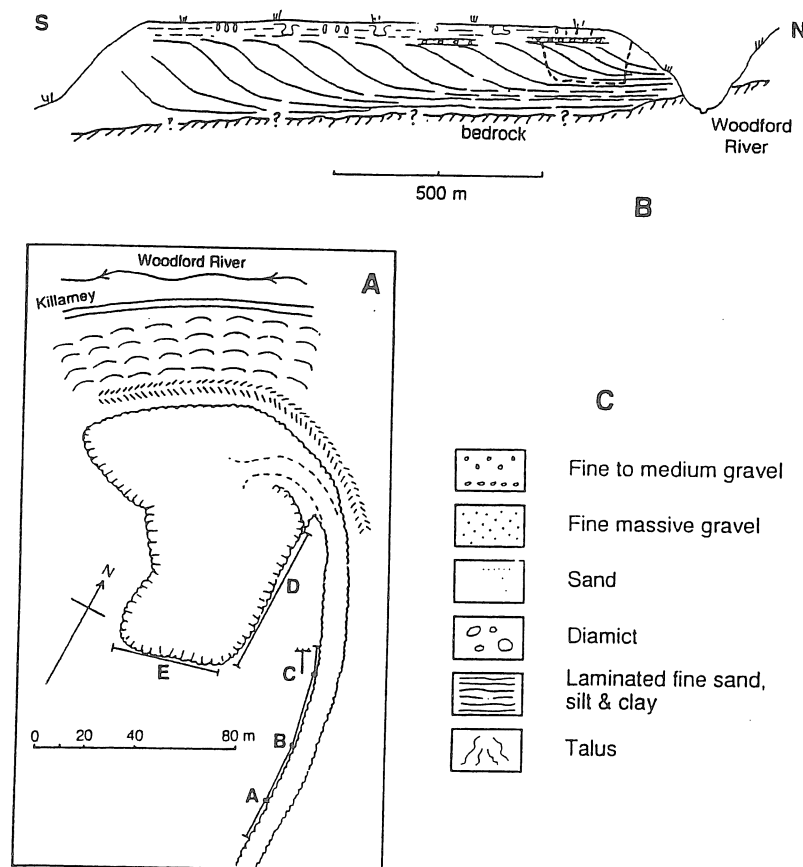 S
N
? ? ? ?
bedrock
Woodford
River
500 m
B
Woodford River
A
Killarney
N
D
E
C
B
A
0 20 40 80 m
C
Fine to medium gravel
Fine massive gravel
Sand
Diamict
Laminated fine sand,
silt & clay
Talus